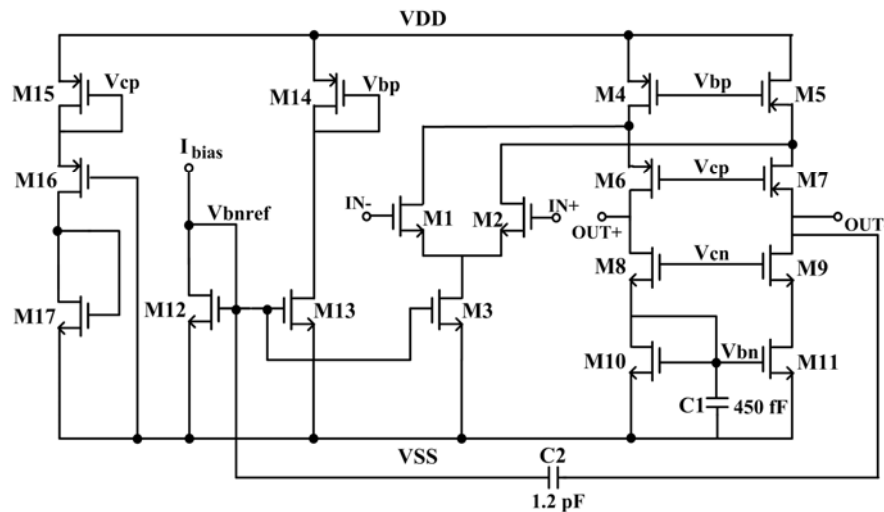 VDD
M15
Vcp
M14
Vbp
M4
Vbp
M5
M16
I bias
M6
Vcp
M7
Vbnref
IN-
M1
M2
IN+
OUT+
OUT-
M8
Vcn
M9
M17
M12
M13
M3
M10
Vbn
M11
C1
450 fF
VSS
C2
1.2 pF